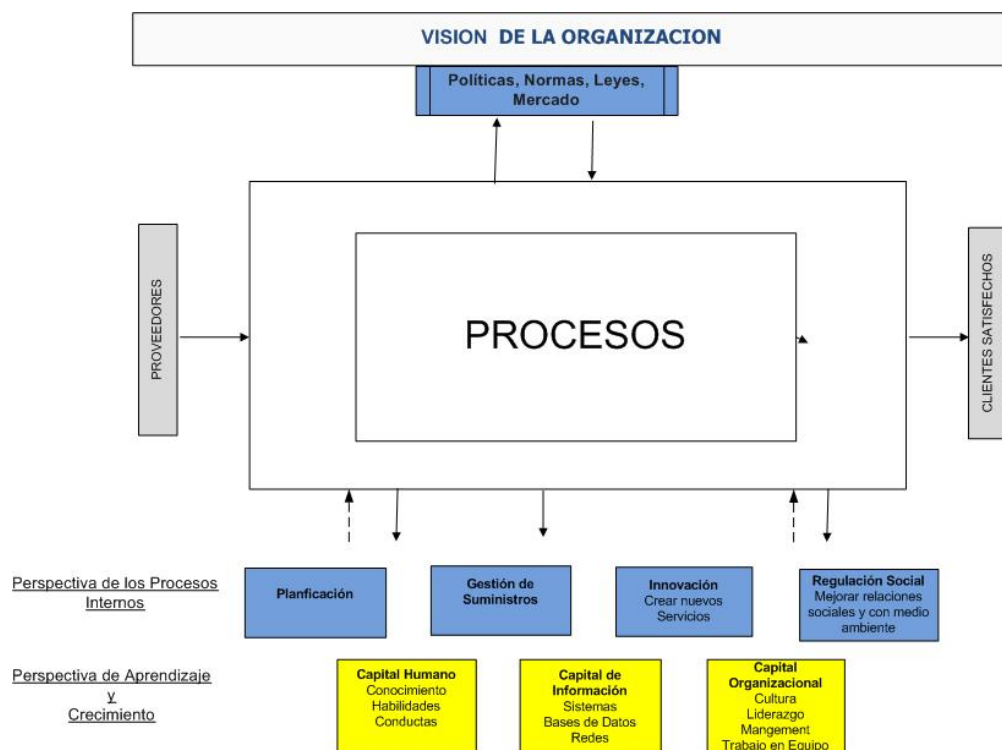 VISION DE LA ORGANIZACION
Políticas, Normas, Leyes,
Mercado
PROVEEDORES
PROCESOS
CLIENTES SATISFECHOS
Perspectiva de los Procesos
Internos
Planficación
Gestión de
Suministros
Innovación
Crear nuevos
Servicios
Regulación Social
Mejorar relaciones
sociales y con medio
ambiente
Perspectiva de Aprendizaje
y
Crecimiento
Capital Humano
Conocimiento
Habilidades
Conductas
Capital de
Información
Sistemas
Bases de Datos
Redes
Capital
Organizacional
Cultura
Liderazgo
Mangement
Trabajo en Equipo